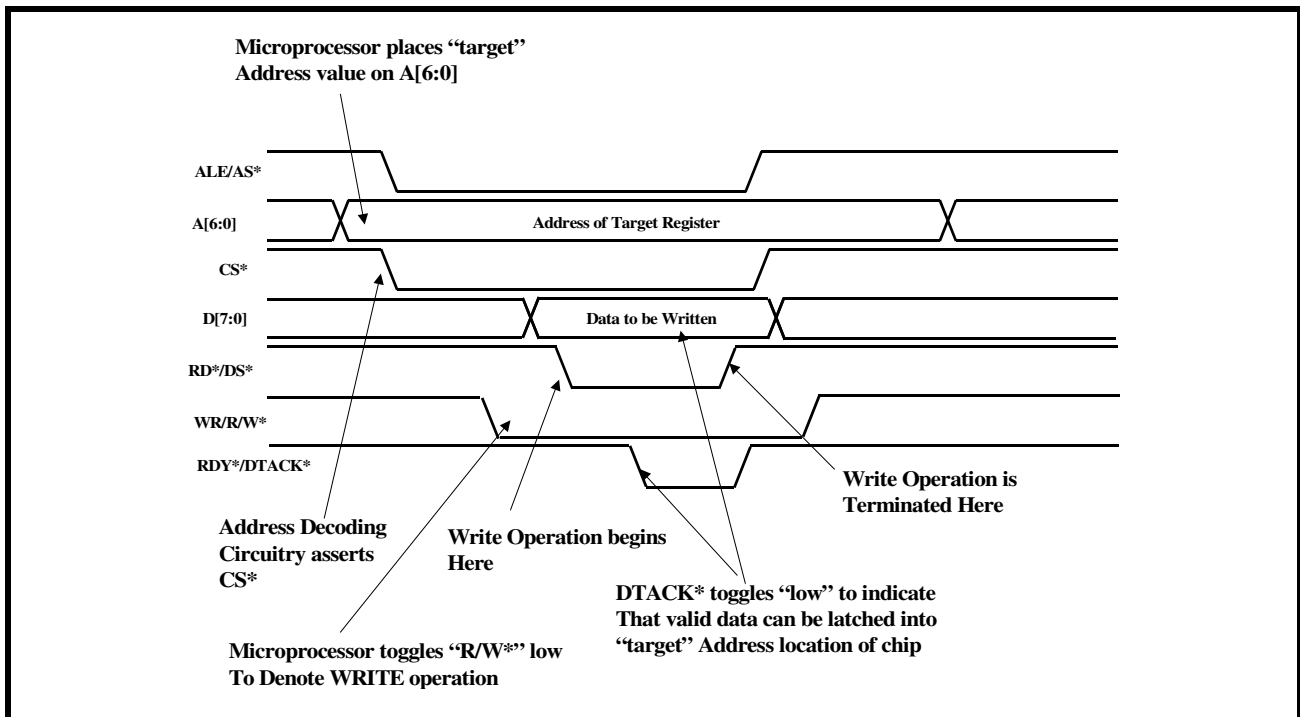 Microprocessor places “target”
Address value on A[6:0]
ALE/AS*
A[6:0]
Address of Target Register
CS*
D[7:0]
Data to be Written
RD*/DS*
WR/R/W*
RDY*/DTACK*
Write Operation is
Terminated Here
Address Decoding
Circuitry asserts
CS*
Write Operation begins
Here
DTACK* toggles “low” to indicate
That valid data can be latched into
“target” Address location of chip
Microprocessor toggles “R/W*” low
To Denote WRITE operation